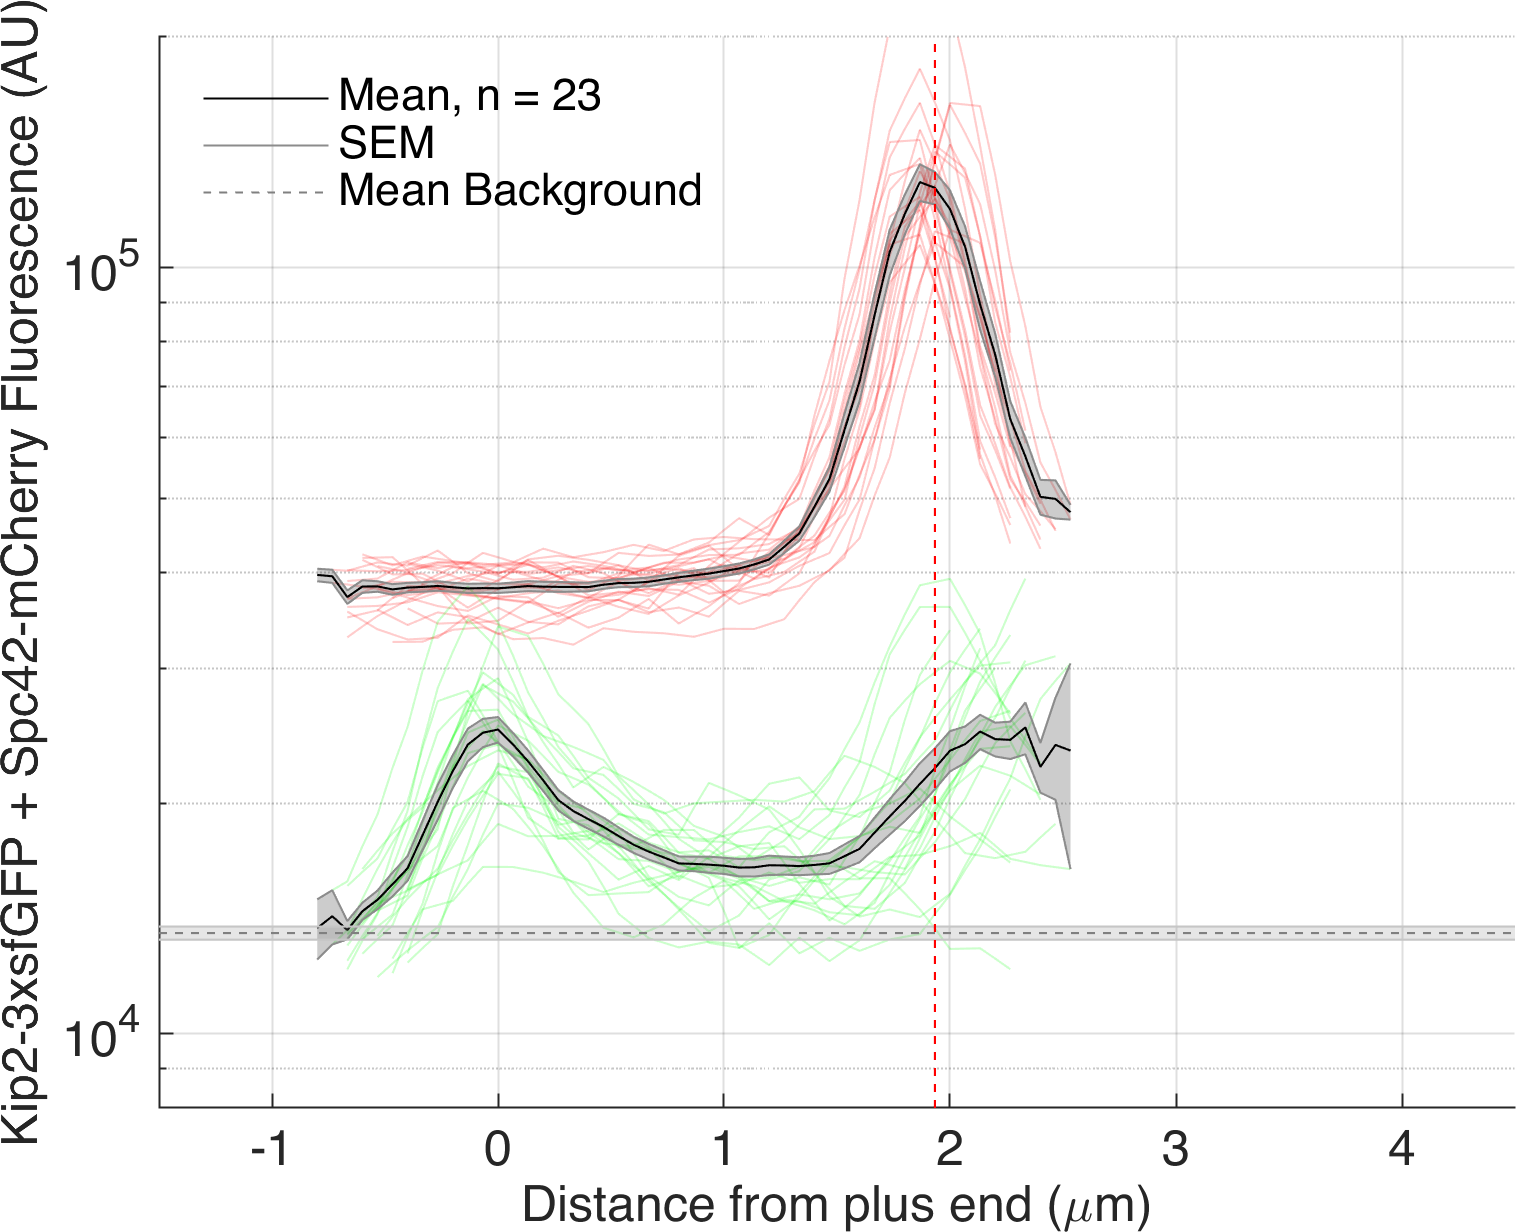 Kip2-3xsfGFP + Spc42-mCherry Fluorescence (AU)
Mean, n = 23
SEM
Mean Background
10^5
10^4
-1 0 1 2 3 4
Distance from plus end (μm)